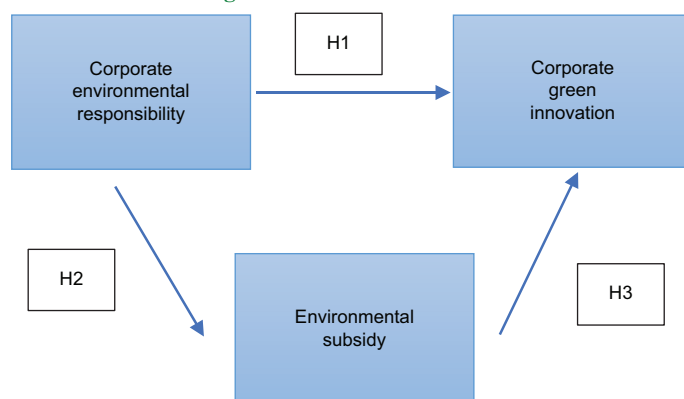 H1
Corporate
environmental
responsibility
Corporate
green
innovation
H2
Environmental
subsidy
H3